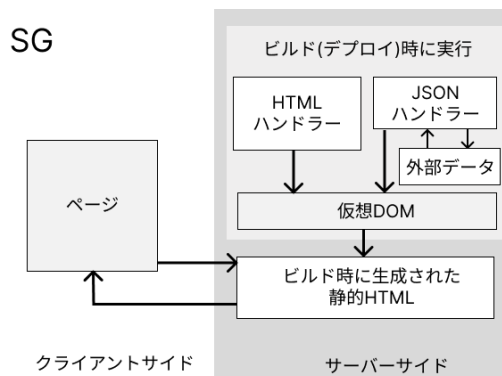 SG
ビルド(デプロイ)時に実行
HTML
ハンドラー
JSON
ハンドラー
外部データ
ページ
仮想DOM
ビルド時に生成された
静的HTML
クライアントサイド
サーバーサイド